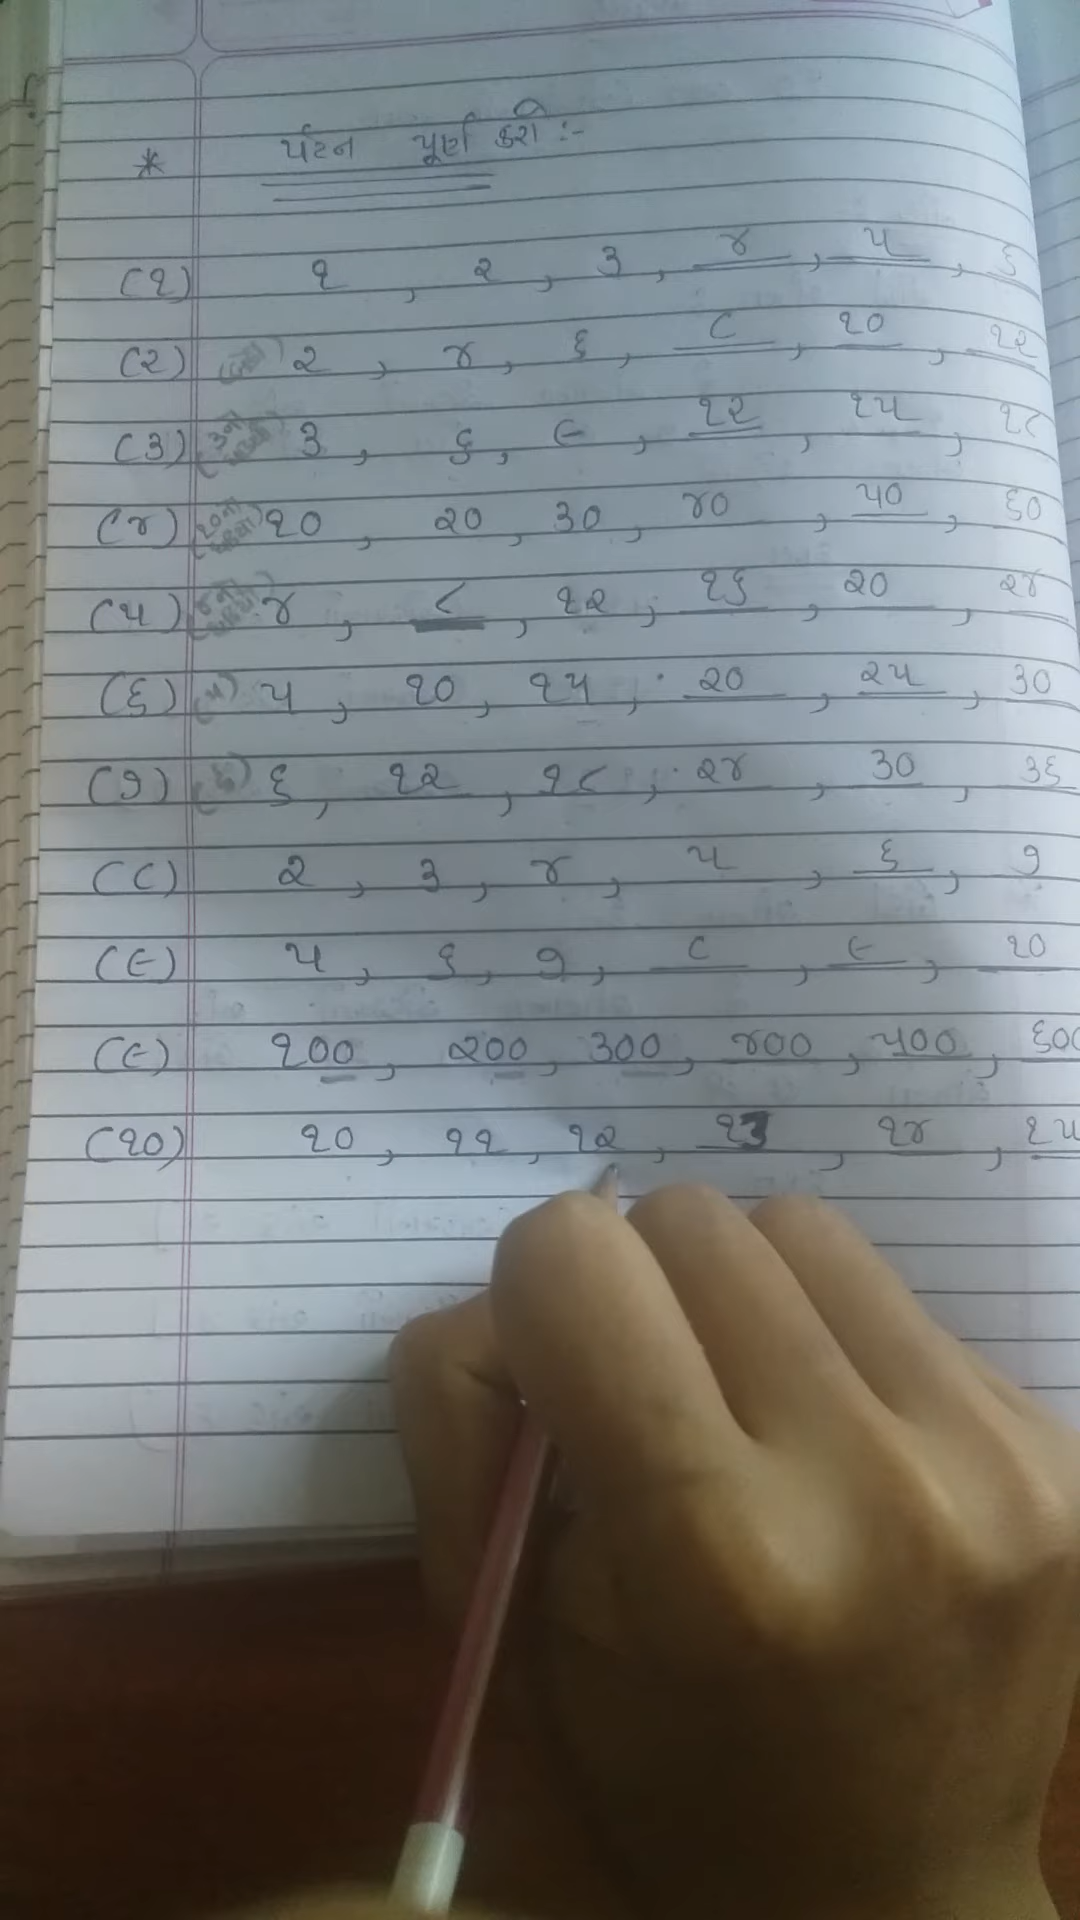 * પેટર્ન પૂર્ણ કરો :-
(૧) ૧ , ૨ , ૩ , ૪ , ૫ , ૬
(૨) ૨ , ૪ , ૬ , ૮ , ૧૦ , ૧૨
(૩) ૩ , ૬ , ૯ , ૧૨ , ૧૫ , ૧૮
(૪) ૧૦ , ૨૦ , ૩૦ , ૪૦ , ૫૦ , ૬૦
(૫) ૪ , ૮ , ૧૨ , ૧૬ , ૨૦ , ૨૪
(૬) (૫) ૫ , ૧૦ , ૧૫ , ૨૦ , ૨૫ , ૩૦
(૭) (૬) ૬ , ૧૨ , ૧૮ , ૨૪ , ૩૦ , ૩૬
(૮) ૨ , ૩ , ૪ , ૫ , ૬ , ૭
(૯) ૫ , ૬ , ૭ , ૮ , ૯ , ૧૦
(૯) ૧૦૦ , ૨૦૦ , ૩૦૦ , ૪૦૦ , ૫૦૦ , ૬૦૦
(૧૦) ૧૦ , ૧૧ , ૧૨ , ૧૩ , ૧૪ , ૧૫